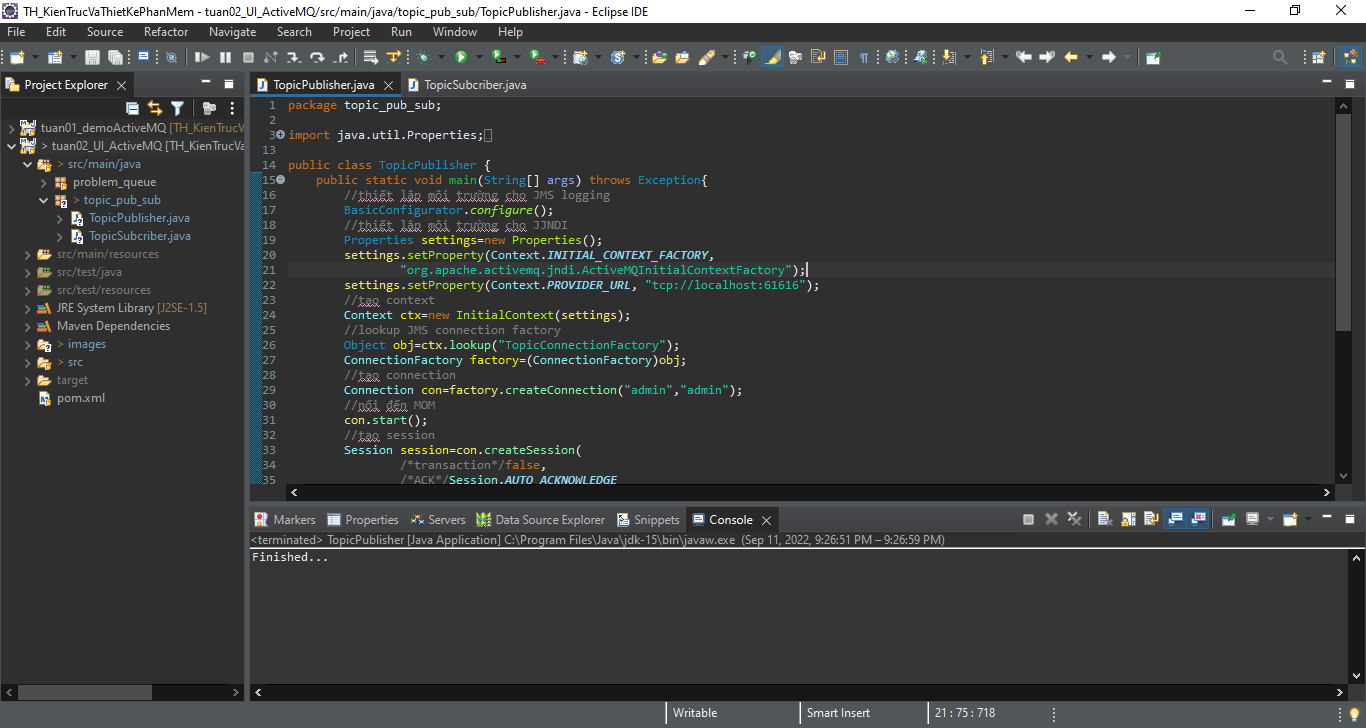 TH_KienTrucVaThietKePhanMem - tuan02_UI_ActiveMQ/src/main/java/topic_pub_sub/TopicPublisher.java - Eclipse IDE
File Edit Source Refactor Navigate Search Project Run Window Help
Project Explorer
tuan01_demoActiveMQ [TH_KienTrucV
> tuan02_UI_ActiveMQ [TH_KienTrucVa
> src/main/java
problem_queue
> topic_pub_sub
TopicPublisher.java
TopicSubcriber.java
src/main/resources
src/test/java
src/test/resources
JRE System Library [J2SE-1.5]
Maven Dependencies
> images
> src
target
pom.xml
TopicPublisher.java TopicSubcriber.java
1 package topic_pub_sub;
2
3 import java.util.Properties;
13
14 public class TopicPublisher {
15 public static void main(String[] args) throws Exception{
16 //thiết lập môi trường cho JMS logging
17 BasicConfigurator.configure();
18 //thiết lập môi trường cho JJNDI
19 Properties settings=new Properties();
20 settings.setProperty(Context.INITIAL_CONTEXT_FACTORY,
21 "org.apache.activemq.jndi.ActiveMQInitialContextFactory");
22 settings.setProperty(Context.PROVIDER_URL, "tcp://localhost:61616");
23 //tạo context
24 Context ctx=new InitialContext(settings);
25 //lookup JMS connection factory
26 Object obj=ctx.lookup("TopicConnectionFactory");
27 ConnectionFactory factory=(ConnectionFactory)obj;
28 //tạo connection
29 Connection con=factory.createConnection("admin","admin");
30 //nối đến MOM
31 con.start();
32 //tạo session
33 Session session=con.createSession(
34 /*transaction*/false,
35 /*ACK*/Session.AUTO_ACKNOWLEDGE
Markers Properties Servers Data Source Explorer Snippets Console
<terminated> TopicPublisher [Java Application] C:\Program Files\Java\jdk-15\bin\javaw.exe (Sep 11, 2022, 9:26:51 PM – 9:26:59 PM)
Finished...
Writable Smart Insert 21 : 75 : 718